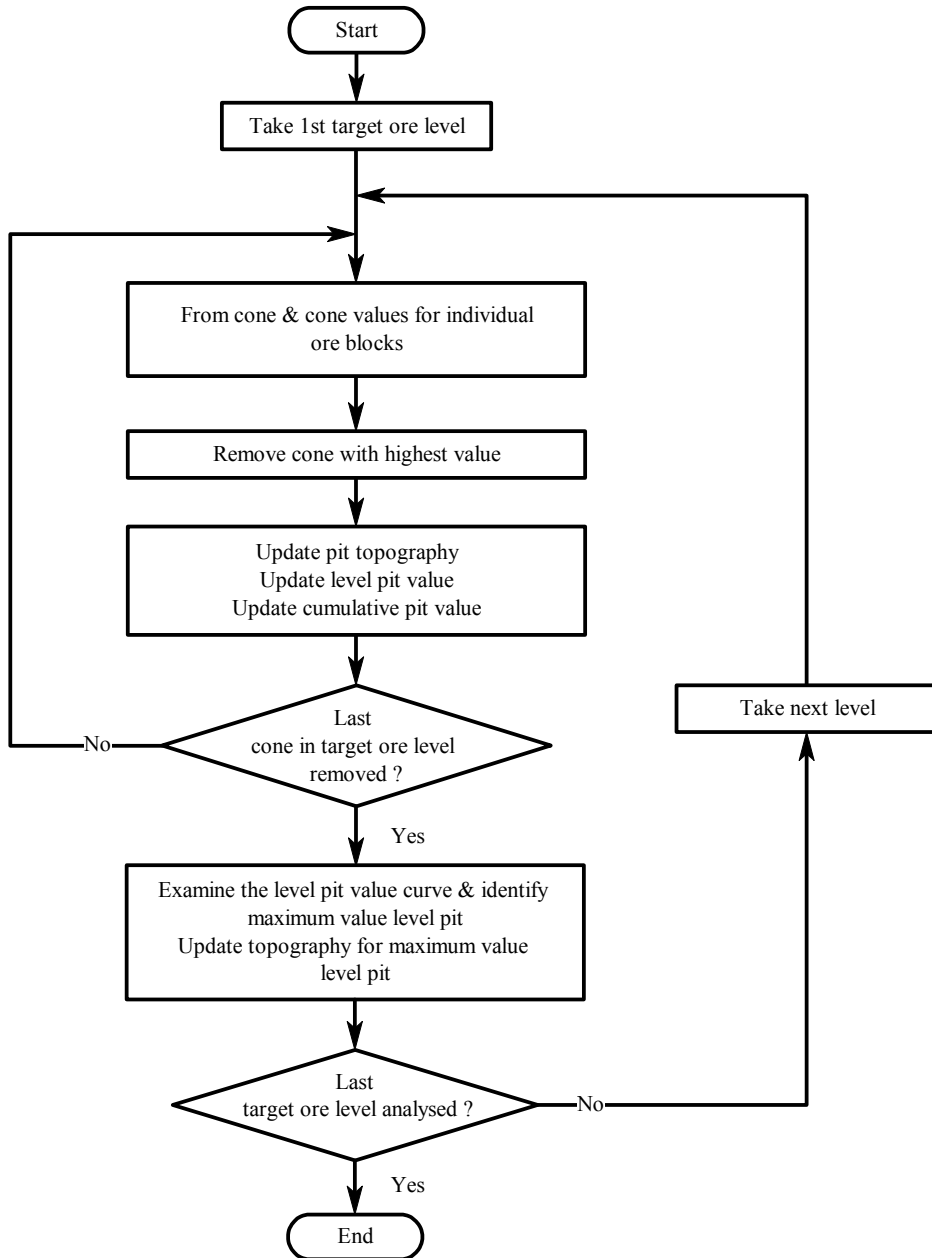 Start
Take 1st target ore level
From cone & cone values for individual
ore blocks
Remove cone with highest value
Update pit topography
Update level pit value
Update cumulative pit value
Last
cone in target ore level
removed ?
No
Take next level
Yes
Examine the level pit value curve & identify
maximum value level pit
Update topography for maximum value
level pit
Last
target ore level analysed ?
No
Yes
End